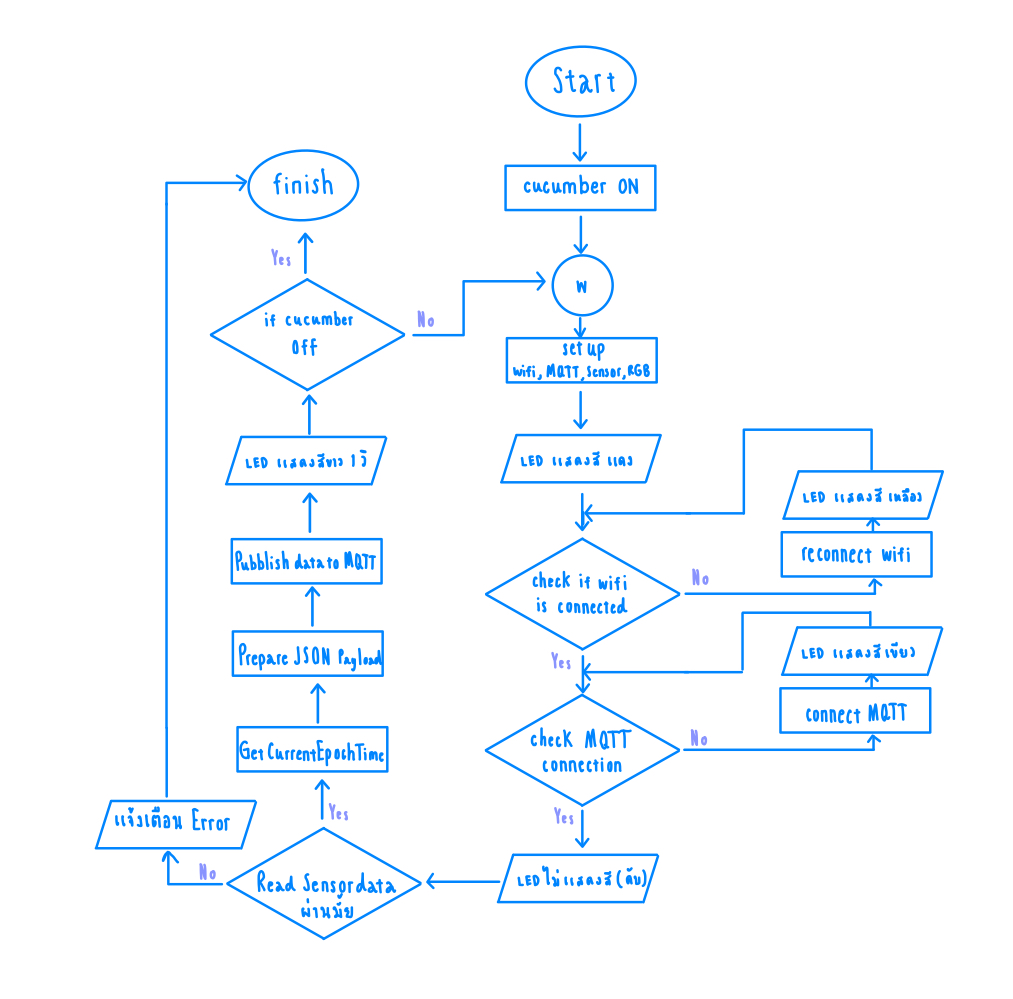 Start
cucumber ON
W
set up
wifi, MQTT, Sensor, RGB
LED แสดงสี แดง
check if wifi
is connected
No
reconnect wifi
LED แสดงสี เหลือง
Yes
check MQTT
connection
No
connect MQTT
LED แสดงสี เขียว
Yes
LED ไม่แสดงสี (ดับ)
Read Sensordata
ผ่านมัย
No
แจ้งเตือน Error
Yes
Get CurrentEpochTime
Prepare JSON Payload
Pubblish data to MQTT
LED แสดงสีขาว 1 วิ
if cucumber
Off
No
Yes
finish